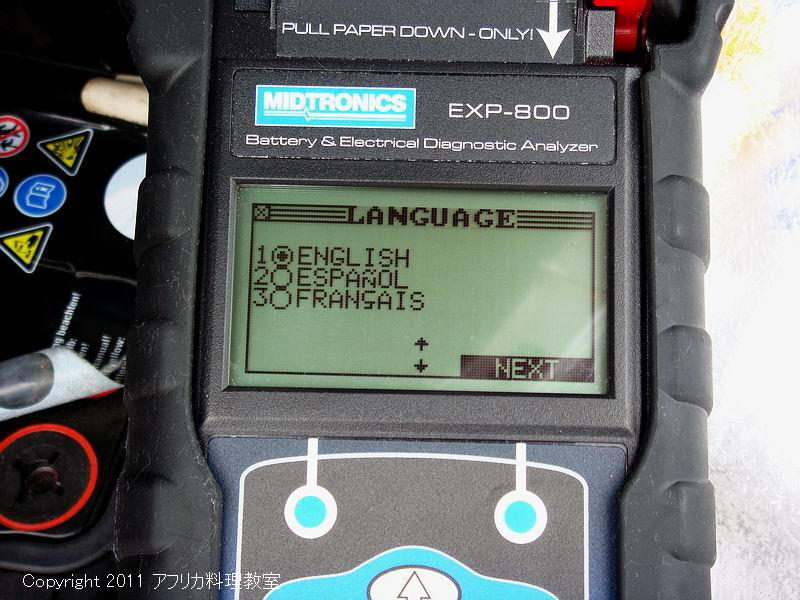 PULL PAPER DOWN - ONLY!
MIDTRONICS
EXP-800
Battery & Electrical Diagnostic Analyzer
LANGUAGE
1 ENGLISH
2 ESPAÑOL
3 FRANÇAIS
NEXT
beachten!
Copyright 2011 アフリカ料理教室